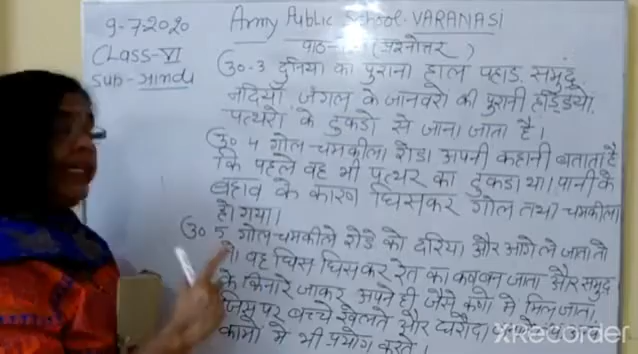 9-7-2020 Army Public School-VARANASI
CLASS-VI पाठ-1 (प्रश्नोत्तर)
Sub-हिन्दी उ०-3 दुनिया का पुराना हाल पहाड़, समुद्र,
नदियाँ, जंगल के जानवरो की पुरानी हड्डियो,
पत्थरो के टुकडो से जाना जाता है।
उ० 4 गोल-चमकीला रोडा अपनी कहानी बताता है
कि पहले वह भी पत्थर का टुकडा था। पानी के
बहाव के कारण घिसकर गोल तथा चमकीला
हो गया।
उ० 5 गोल-चमकीले रोडे को दरिया और आगे ले जाता तो
वह घिस घिसकर रेत का कण बन जाता और समुद्र
के किनारे जाकर अपने ही जैसे कणो मे मिल जाता,
जिस पर बच्चे खेलते और घरौंदा
कामो मे भी प्रयोग करते।
XRecorder